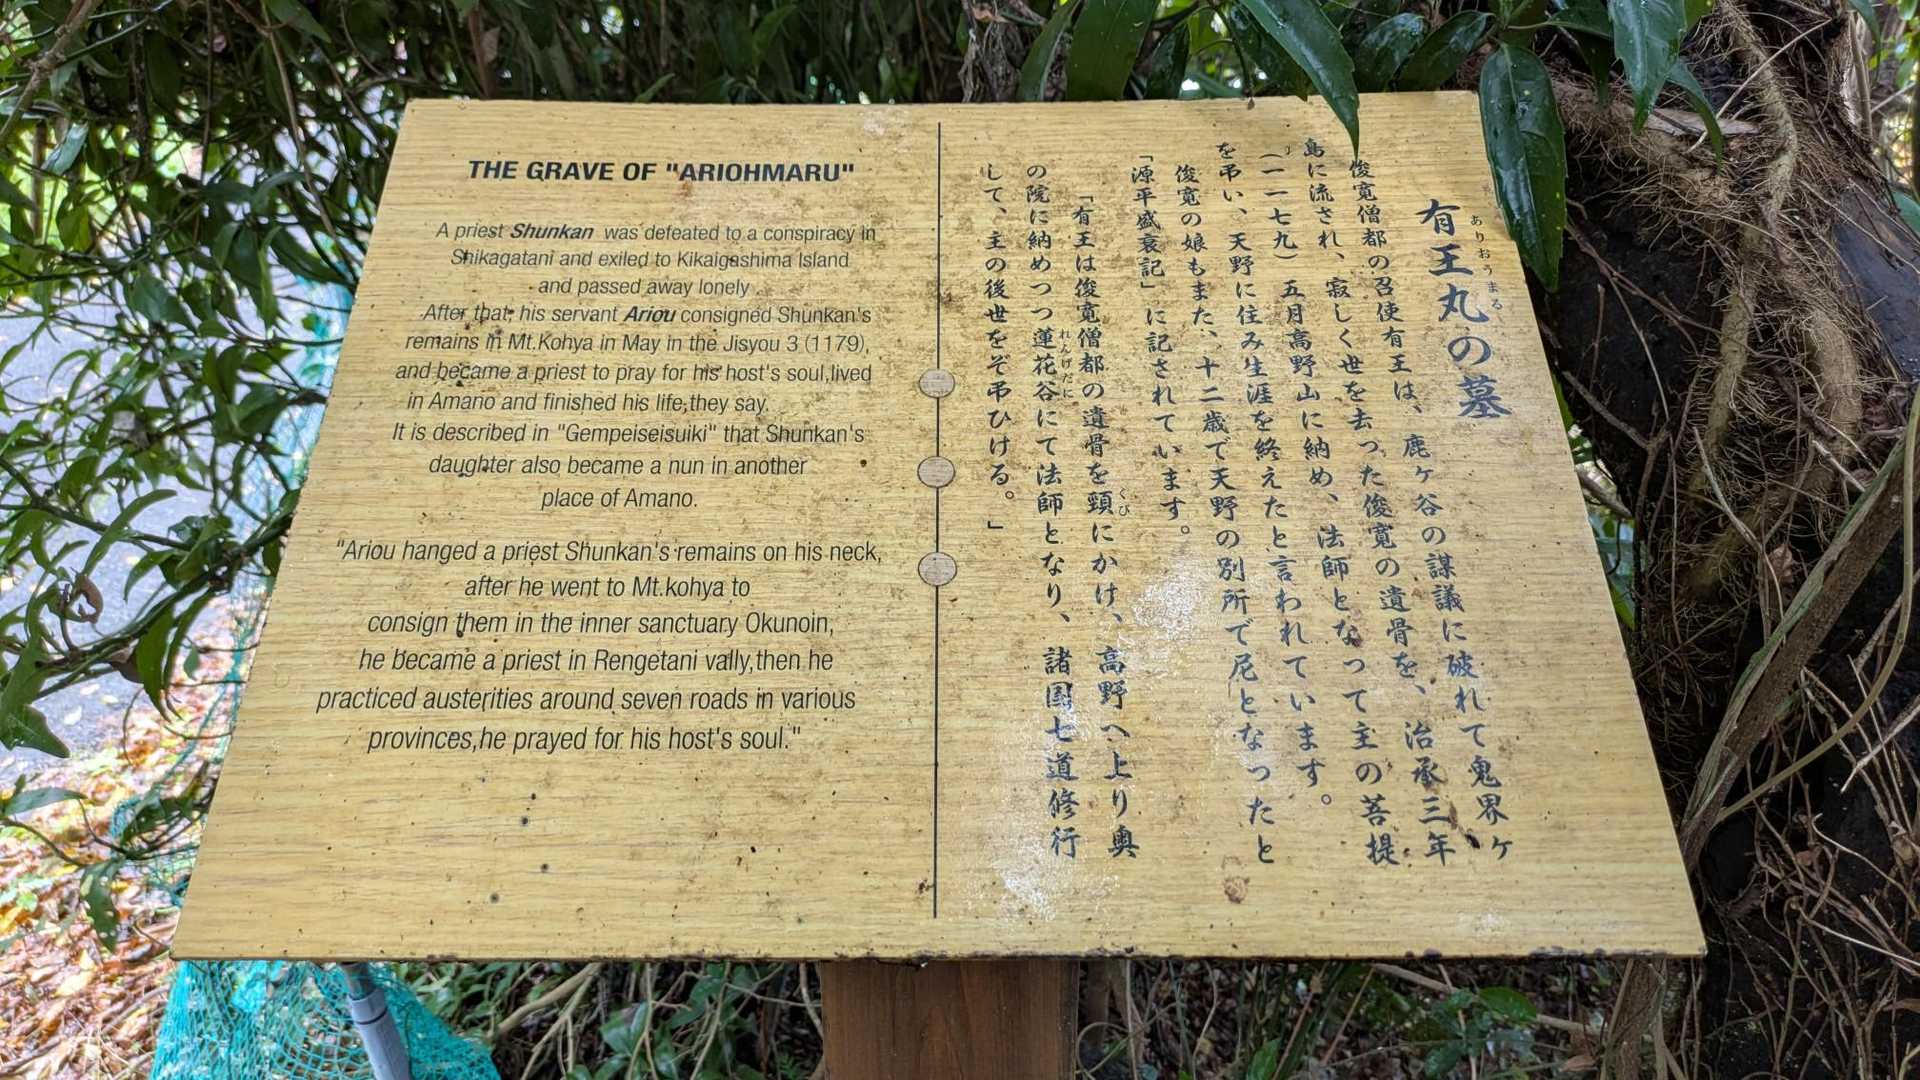 THE GRAVE OF "ARIOHMARU"
A priest Shunkan was defeated to a conspiracy in
Shikagatani and exiled to Kikaigashima Island
and passed away lonely
After that, his servant Ariou consigned Shunkan's
remains in Mt.Kohya in May in the Jisyou 3 (1179),
and became a priest to pray for his host's soul,lived
in Amano and finished his life,they say.
It is described in "Gempeiseisuiki" that Shunkan's
daughter also became a nun in another
place of Amano.
"Ariou hanged a priest Shunkan's remains on his neck,
after he went to Mt.kohya to
consign them in the inner sanctuary Okunoin,
he became a priest in Rengetani vally,then he
practiced austerities around seven roads in various
provinces,he prayed for his host's soul."
ありおうまる
有王丸の墓
俊寛僧都の召使有王は、鹿ヶ谷の謀議に破れて鬼界ヶ
島に流され、寂しく世を去った俊寛の遺骨を、治承三年
(一一七九)五月高野山に納め、法師となって主の菩提
を弔い、天野に住み生涯を終えたと言われています。
俊寛の娘もまた、十二歳で天野の別所で尼となったと
「源平盛衰記」に記されています。
くび
「有王は俊寛僧都の遺骨を頸にかけ、高野へ上り奥
れんげだに
の院に納めつつ蓮花谷にて法師となり、諸国七道修行
して、主の後世をぞ弔ひける。」